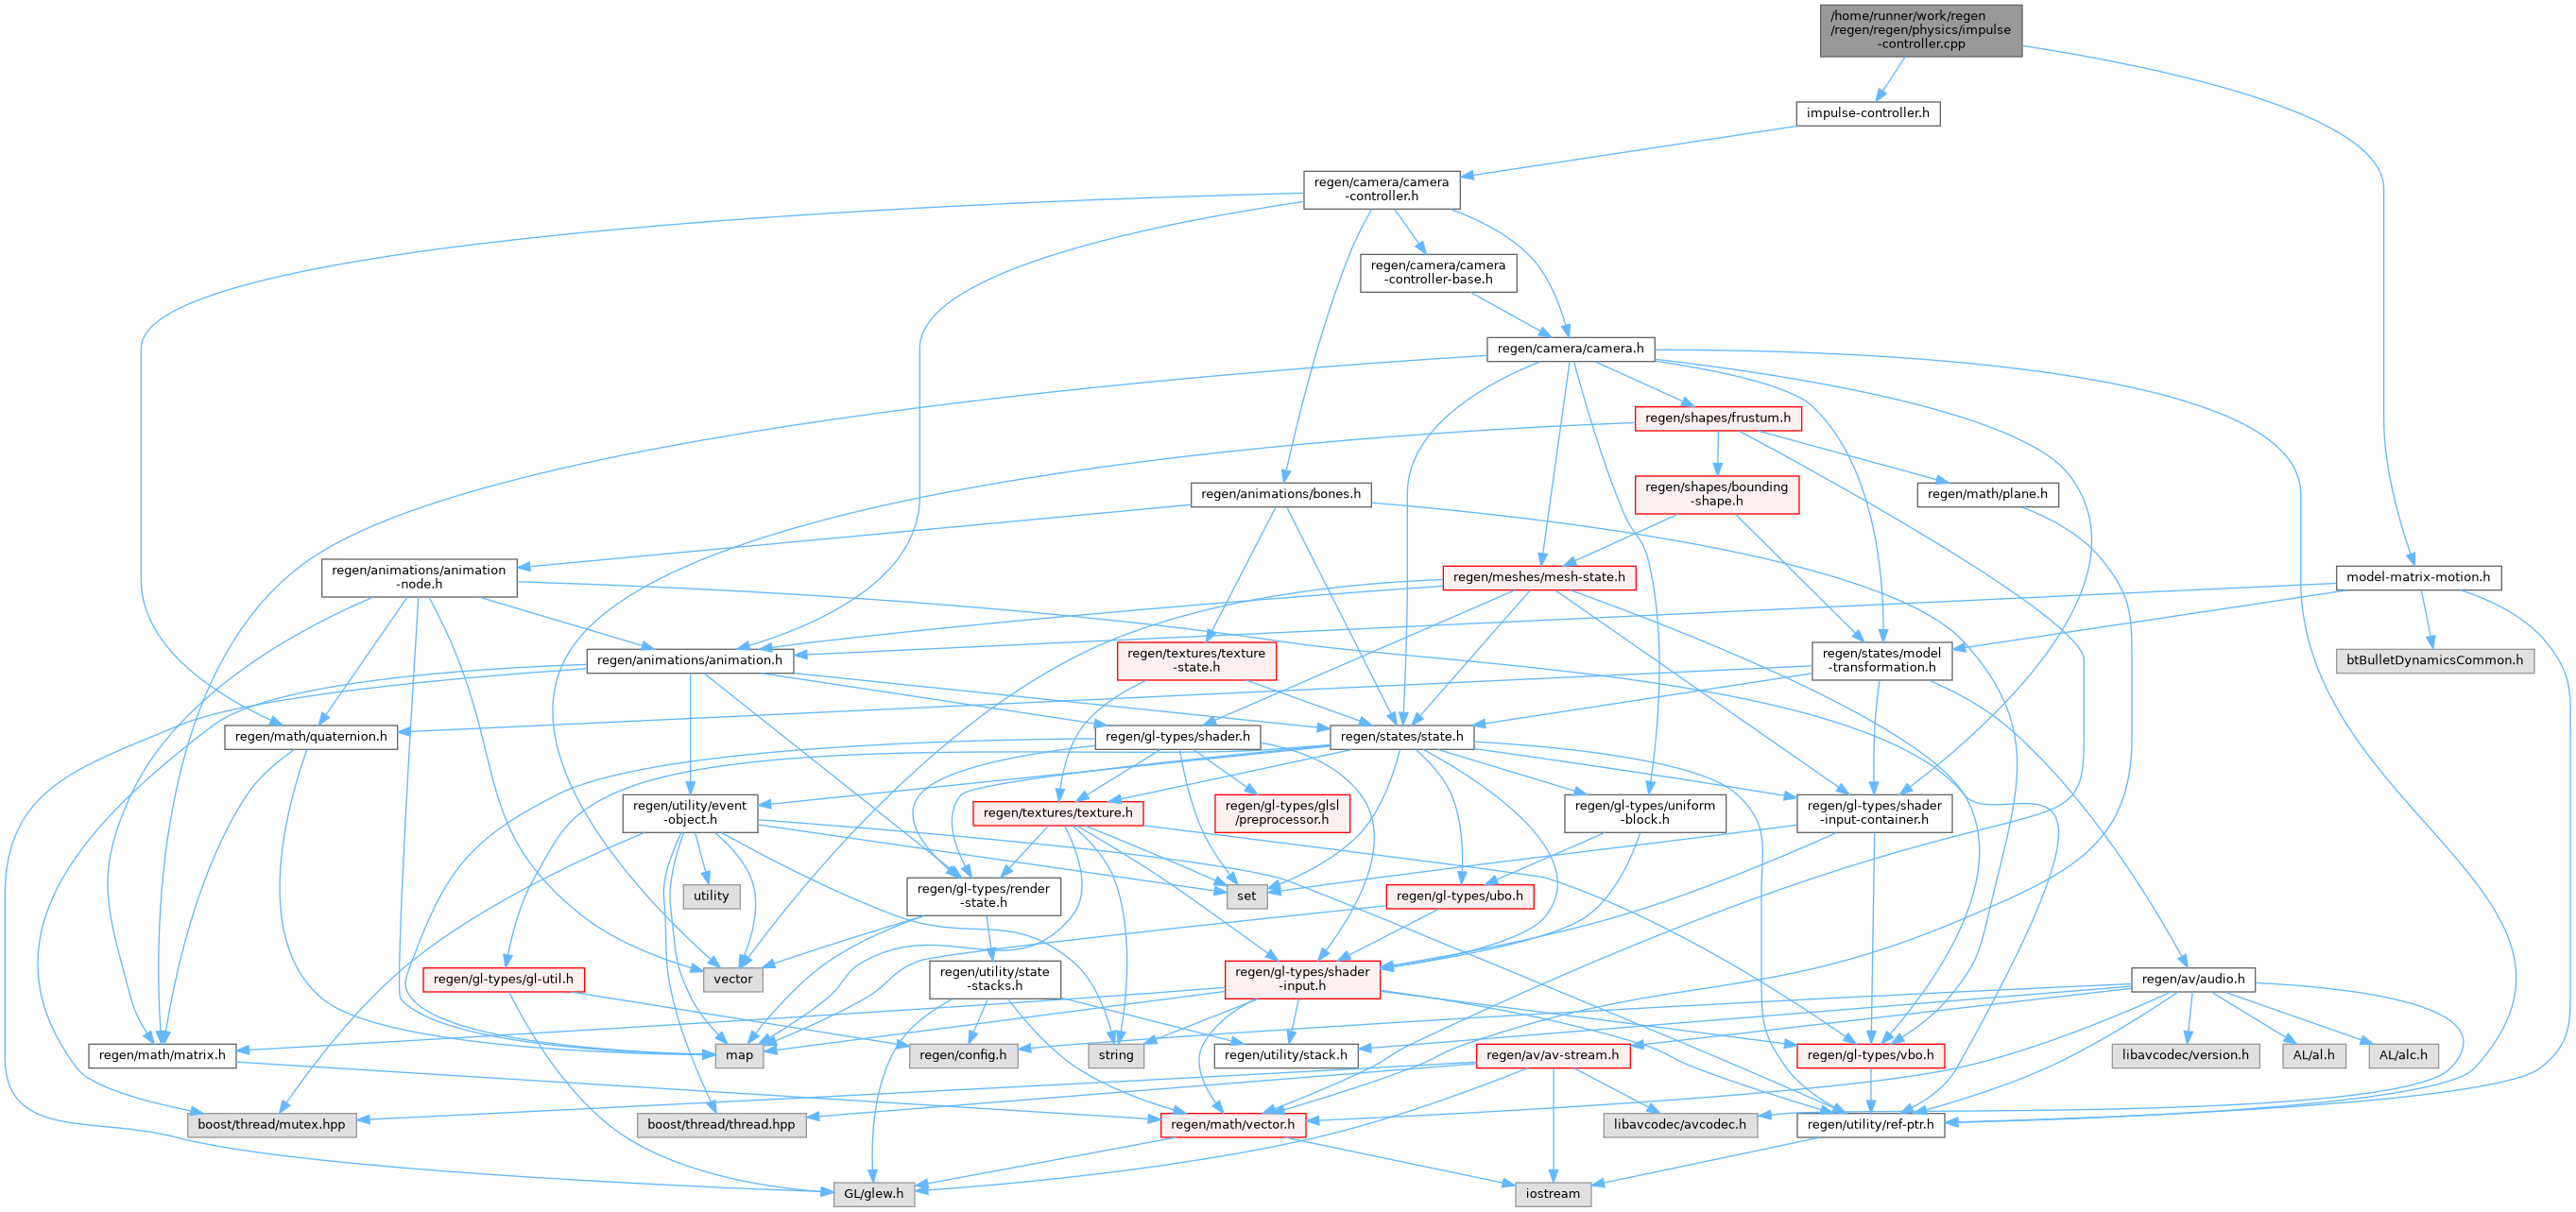 /home/runner/work/regen
/regen/regen/physics/impulse
-controller.cpp
impulse-controller.h
regen/camera/camera
-controller.h
regen/camera/camera
-controller-base.h
regen/camera/camera.h
regen/shapes/frustum.h
regen/animations/bones.h
regen/shapes/bounding
-shape.h
regen/math/plane.h
regen/animations/animation
-node.h
regen/meshes/mesh-state.h
model-matrix-motion.h
regen/animations/animation.h
regen/textures/texture
-state.h
regen/states/model
-transformation.h
btBulletDynamicsCommon.h
regen/math/quaternion.h
regen/gl-types/shader.h
regen/states/state.h
regen/utility/event
-object.h
regen/textures/texture.h
regen/gl-types/glsl
/preprocessor.h
regen/gl-types/uniform
-block.h
regen/gl-types/shader
-input-container.h
utility
regen/gl-types/render
-state.h
set
regen/gl-types/ubo.h
regen/gl-types/gl-util.h
vector
regen/utility/state
-stacks.h
regen/gl-types/shader
-input.h
regen/av/audio.h
regen/math/matrix.h
map
regen/config.h
string
regen/utility/stack.h
regen/av/av-stream.h
regen/gl-types/vbo.h
libavcodec/version.h
AL/al.h
AL/alc.h
boost/thread/mutex.hpp
boost/thread/thread.hpp
regen/math/vector.h
libavcodec/avcodec.h
regen/utility/ref-ptr.h
GL/glew.h
iostream